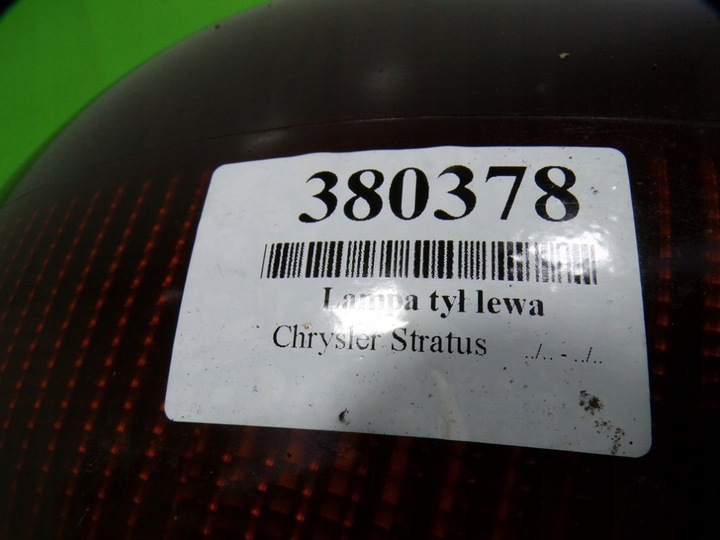 380378
Lampa tył lewa
Chrysler Stratus ../.. - ../..